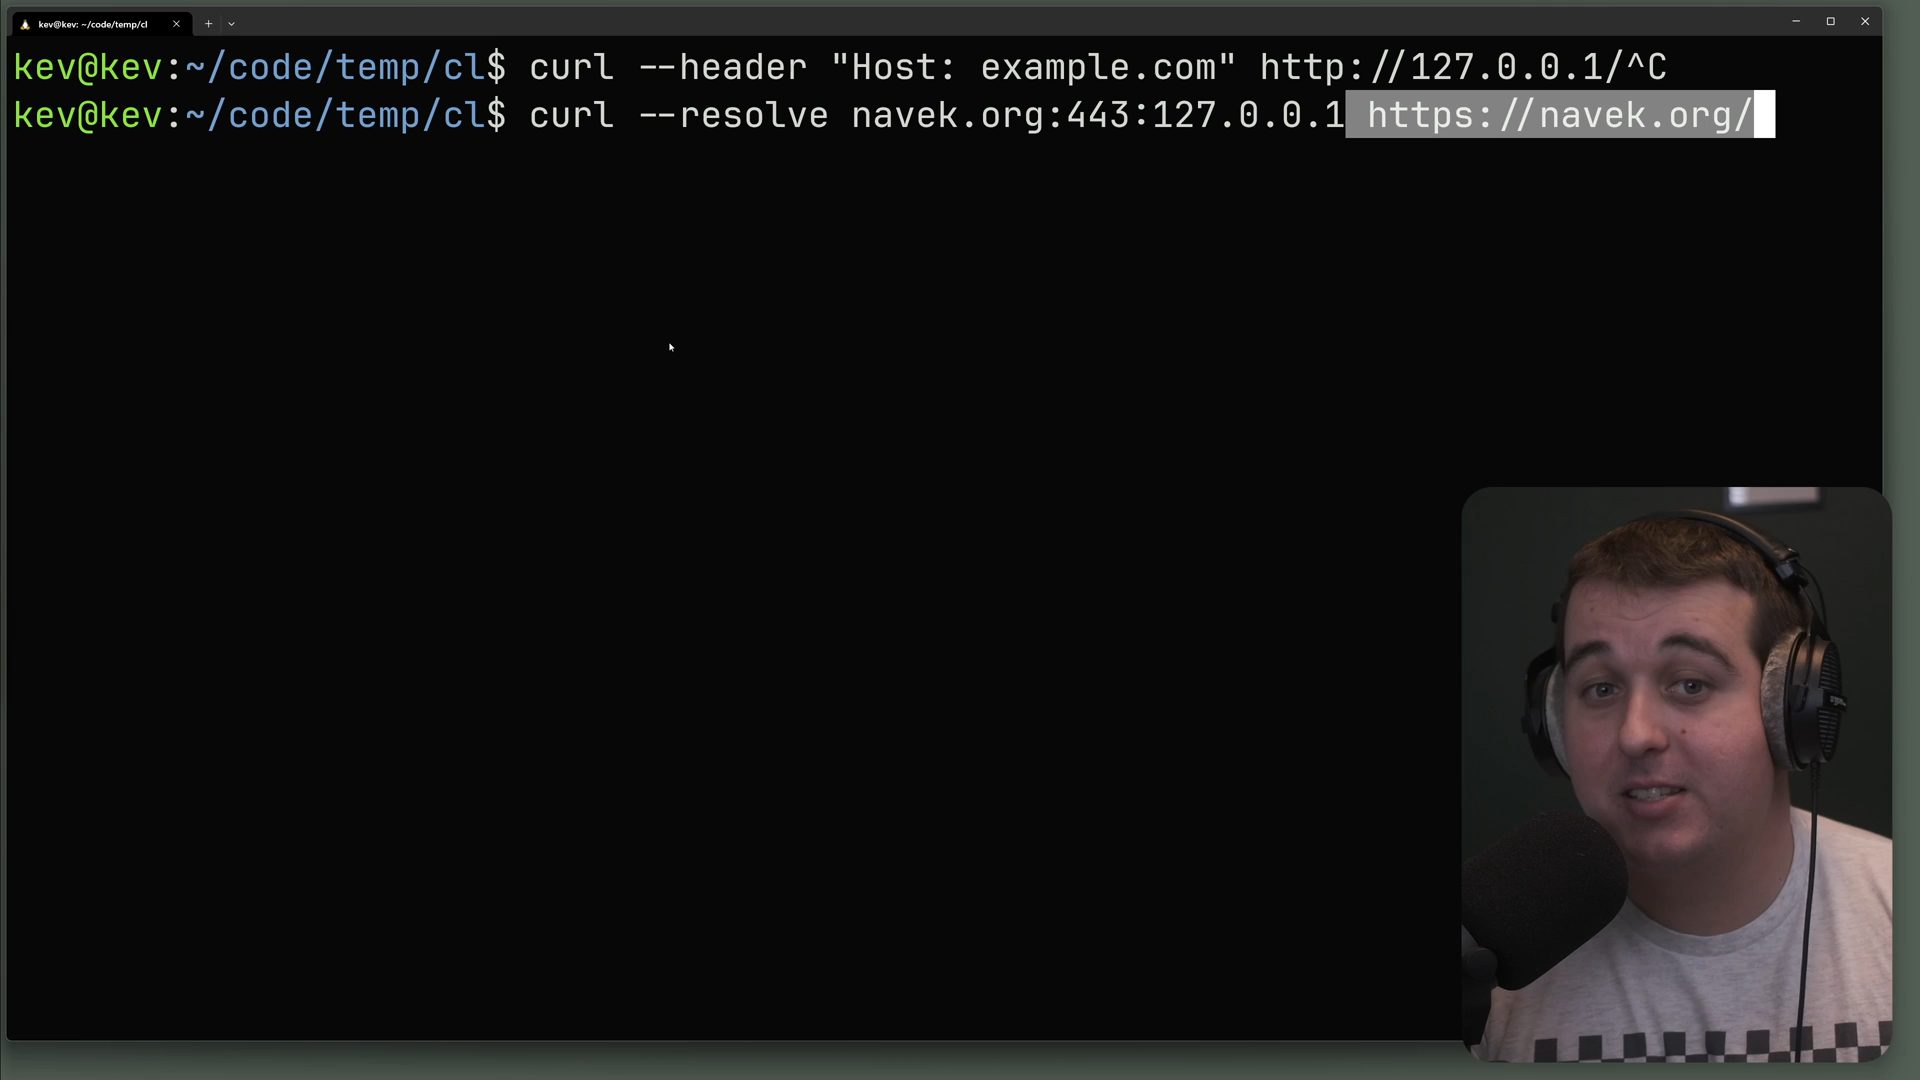 kev@kev: ~/code/temp/cl
kev@kev:~/code/temp/cl$ curl --header "Host: example.com" http://127.0.0.1/^C
kev@kev:~/code/temp/cl$ curl --resolve navek.org:443:127.0.0.1 https://navek.org/